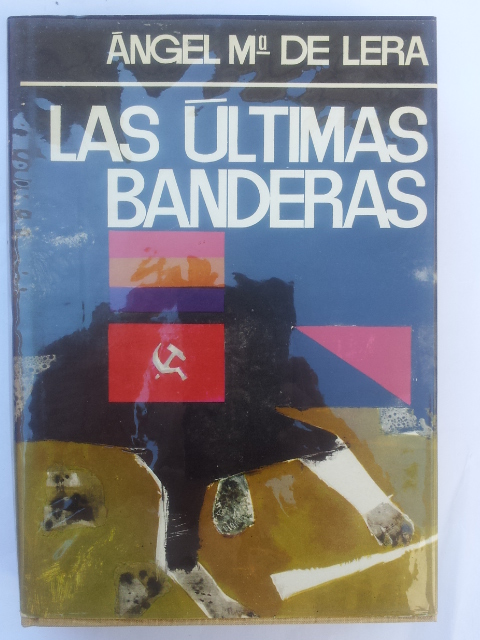 ÁNGEL Mª DE LERA
LAS ÚLTIMAS
BANDERAS